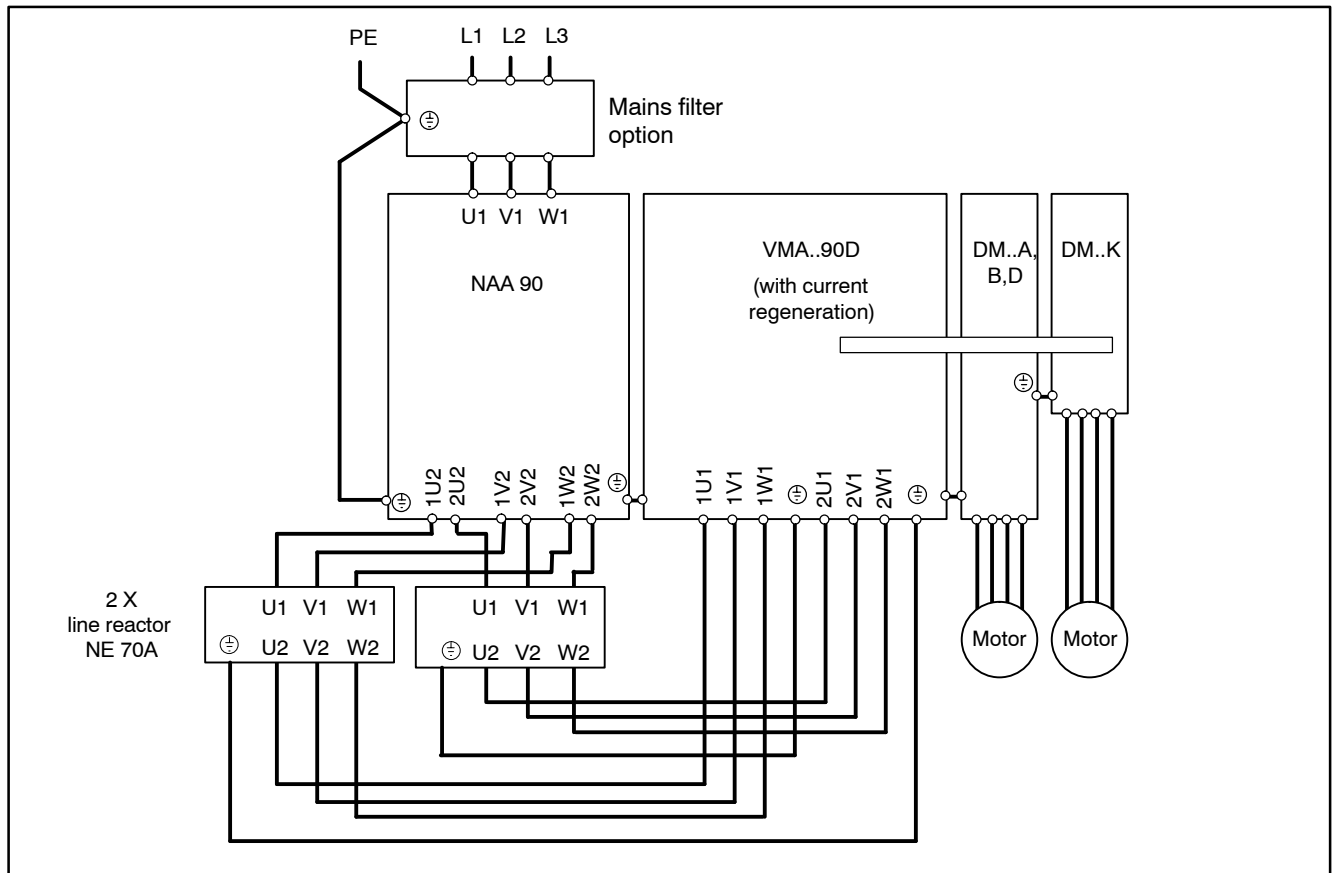 PE L1 L2 L3
Mains filter
option
U1 V1 W1
NAA 90
VMA..90D
(with current
regeneration)
DM..A,
B,D
DM..K
1U2
2U2
1V2
2V2
1W2
2W2
1U1
1V1
1W1
2U1
2V1
2W1
2 X
line reactor
NE 70A
U1 V1 W1
U2 V2 W2
U1 V1 W1
U2 V2 W2
Motor
Motor